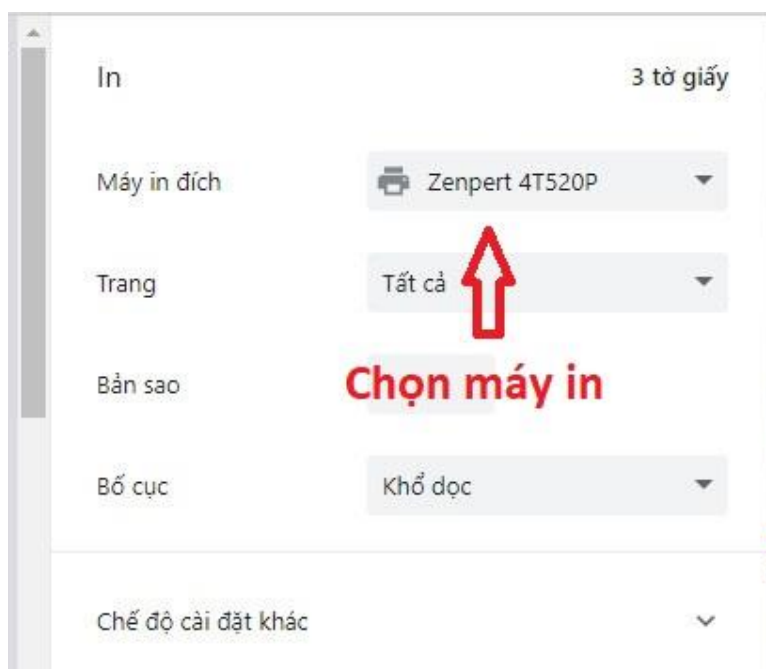 In 3 tờ giấy
Máy in đích Zenpert 4T520P
Trang Tất cả
Bản sao Chọn máy in
Bố cục Khổ dọc
Chế độ cài đặt khác